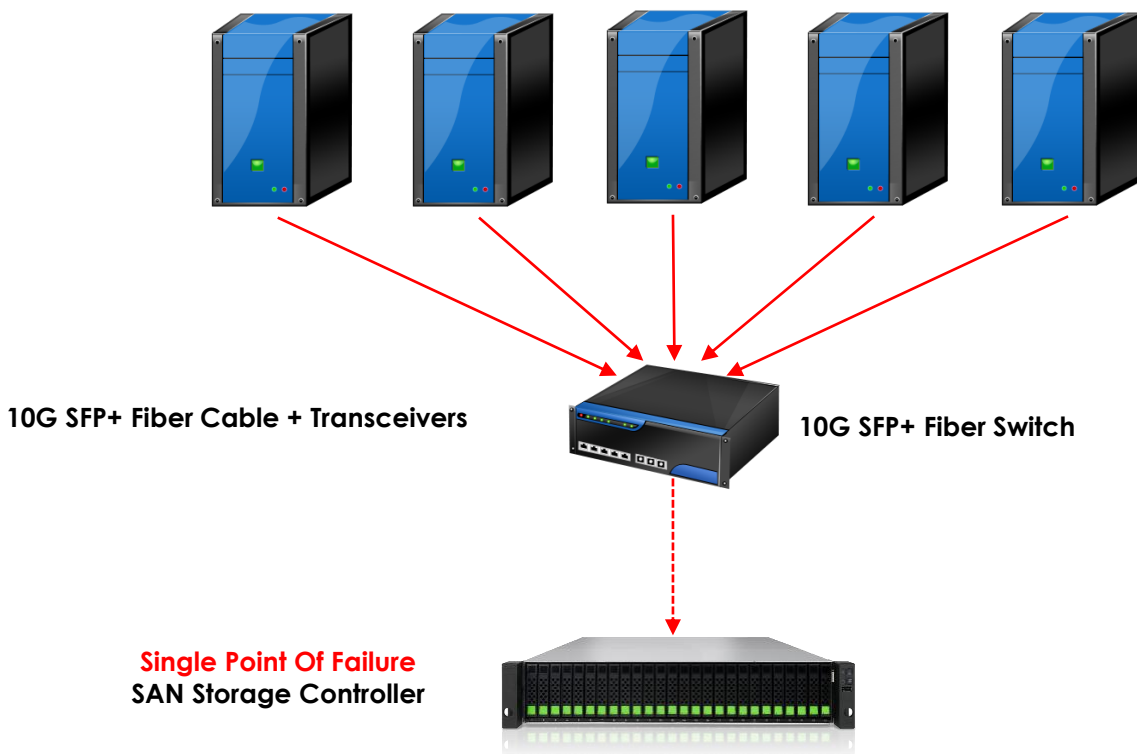 10G SFP+ Fiber Cable + Transceivers
10G SFP+ Fiber Switch
Single Point Of Failure
SAN Storage Controller